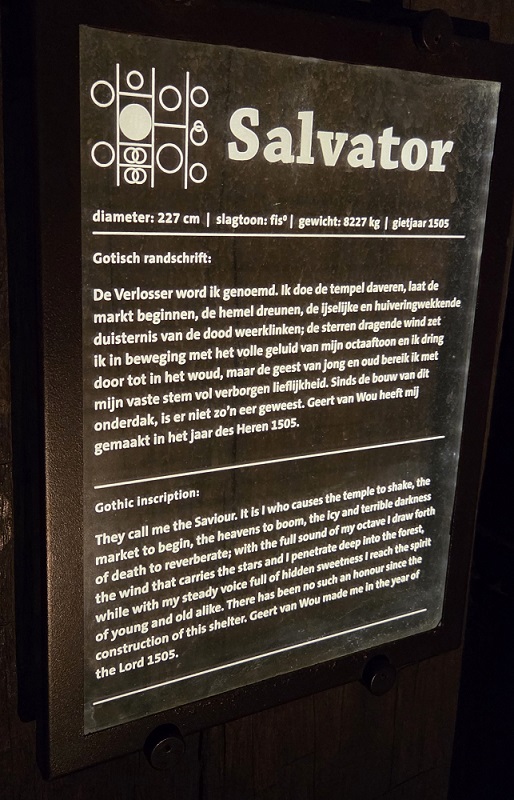 Salvator
diameter: 227 cm | slagtoon: fis⁰ | gewicht: 8227 kg | gietjaar 1505
Gotisch randschrift:
De Verlosser word ik genoemd. Ik doe de tempel daveren, laat de
markt beginnen, de hemel dreunen, de ijselijke en huiveringwekkende
duisternis van de dood weerklinken; de sterren dragende wind zet
ik in beweging met het volle geluid van mijn octaaftoon en ik dring
door tot in het woud, maar de geest van jong en oud bereik ik met
mijn vaste stem vol verborgen lieflijkheid. Sinds de bouw van dit
onderdak, is er niet zo'n eer geweest. Geert van Wou heeft mij
gemaakt in het jaar des Heren 1505.
Gothic inscription:
They call me the Saviour. It is I who causes the temple to shake, the
market to begin, the heavens to boom, the icy and terrible darkness
of death to reverberate; with the full sound of my octave I draw forth
the wind that carries the stars and I penetrate deep into the forest,
while with my steady voice full of hidden sweetness I reach the spirit
of young and old alike. There has been no such an honour since the
construction of this shelter. Geert van Wou made me in the year of
the Lord 1505.